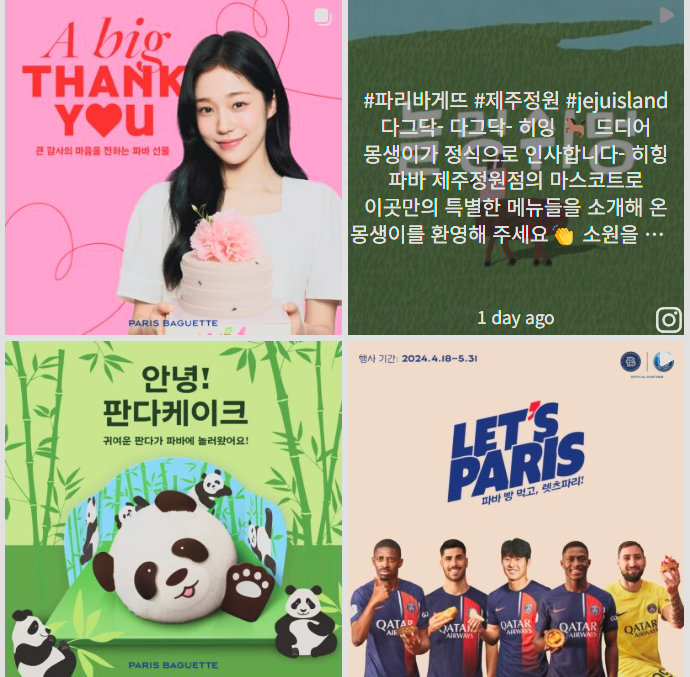 A big
THANK
YOU
큰 감사의 마음을 전하는 파바 선물
PARIS BAGUETTE
#파리바게뜨 #제주정원 #jejuisland
다그닥- 다그닥- 히잉 🐎 드디어
몽생이가 정식으로 인사합니다- 히힝
파바 제주정원점의 마스코트로
이곳만의 특별한 메뉴들을 소개해 온
몽생이를 환영해 주세요👏 소원을 …
1 day ago
안녕!
판다케이크
귀여운 판다가 파바에 놀러왔어요!
PARIS BAGUETTE
행사 기간: 2024.4.18~5.31
OFFICIAL PARTNER
LET'S
PARIS
파바 빵 먹고, 렛츠파리!
QATAR
AIRWAYS
QATAR
AIRWAYS
QATAR
AIRWAYS
QATAR
AIRWAYS
QATAR
AIRWAYS